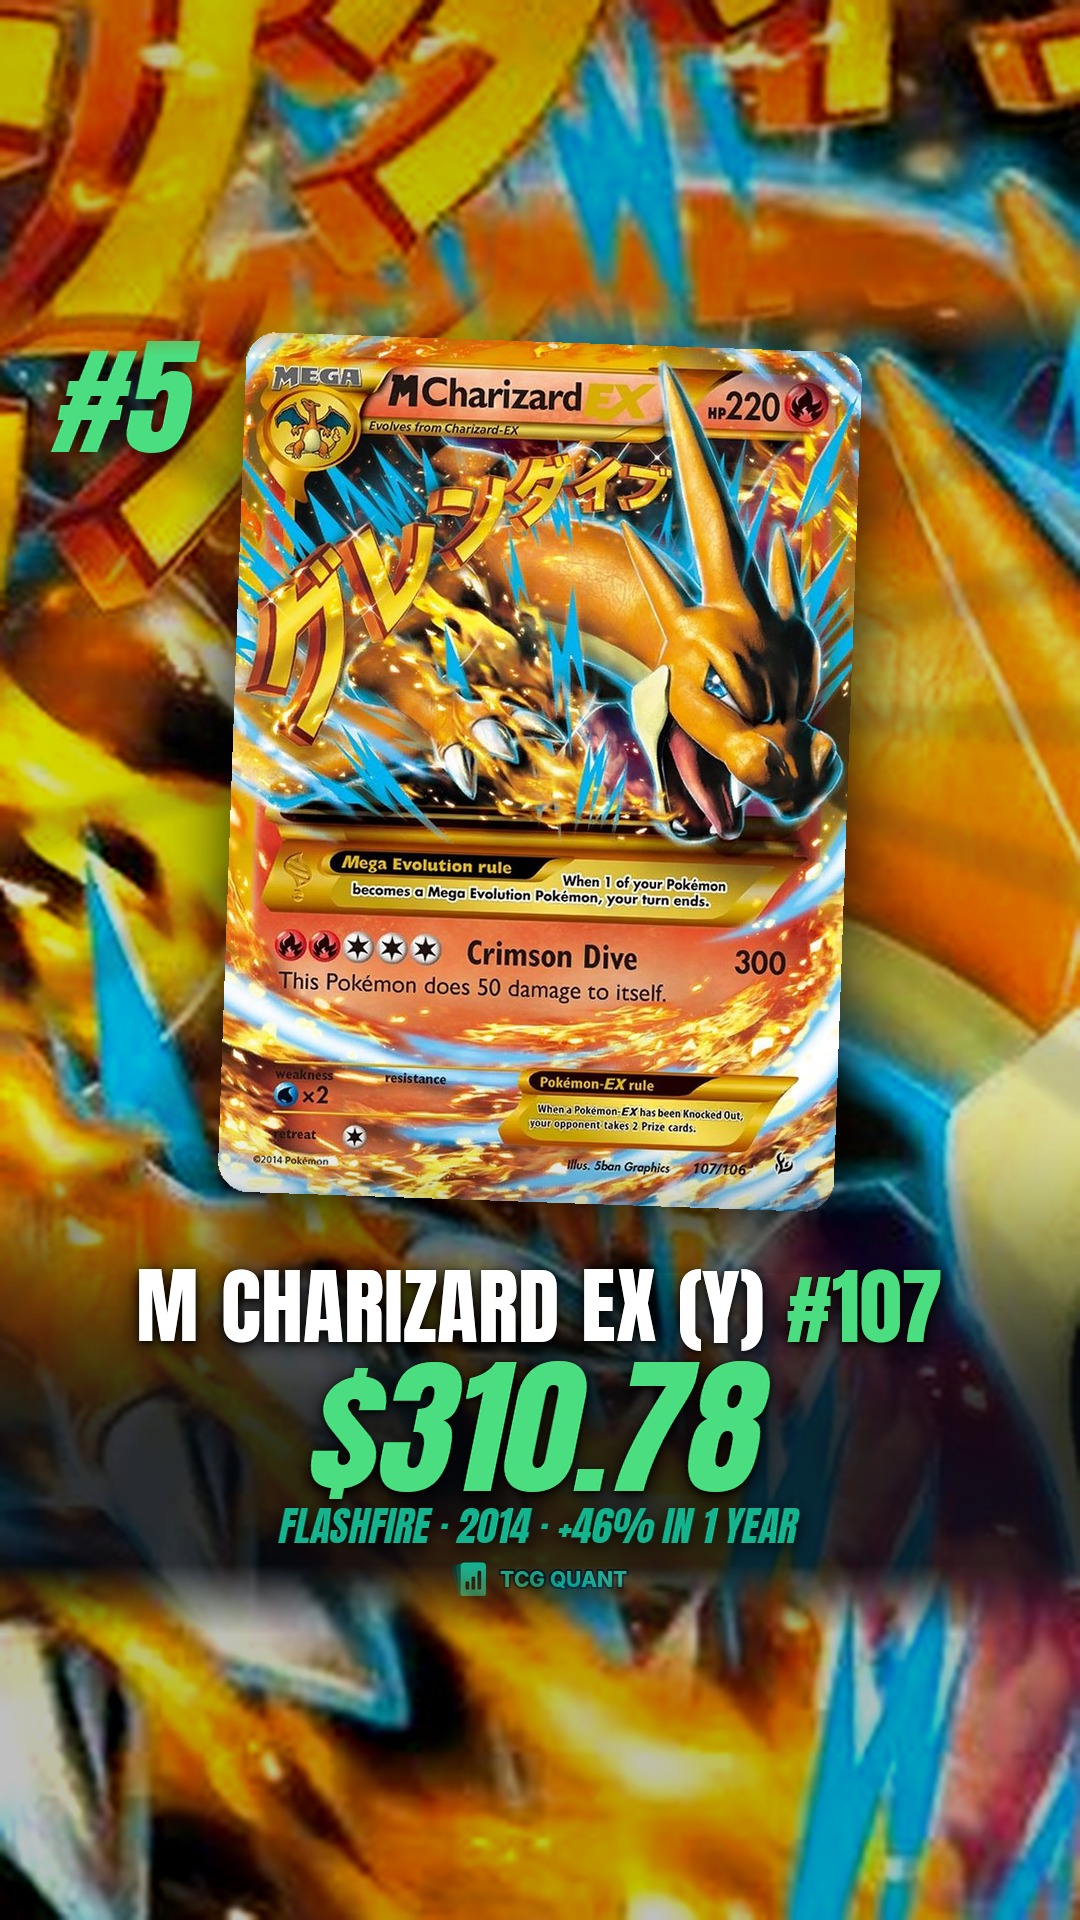 #5
MEGA
M Charizard EX
HP 220
Evolves from Charizard-EX
グレンダイブ
Mega Evolution rule
When 1 of your Pokémon
becomes a Mega Evolution Pokémon, your turn ends.
Crimson Dive 300
This Pokémon does 50 damage to itself.
weakness resistance
×2
retreat
Pokémon-EX rule
When a Pokémon-EX has been Knocked Out,
your opponent takes 2 Prize cards.
©2014 Pokémon
Illus. 5ban Graphics 107/106
M CHARIZARD EX (Y) #107
$310.78
FLASHFIRE · 2014 · +46% IN 1 YEAR
TCG QUANT